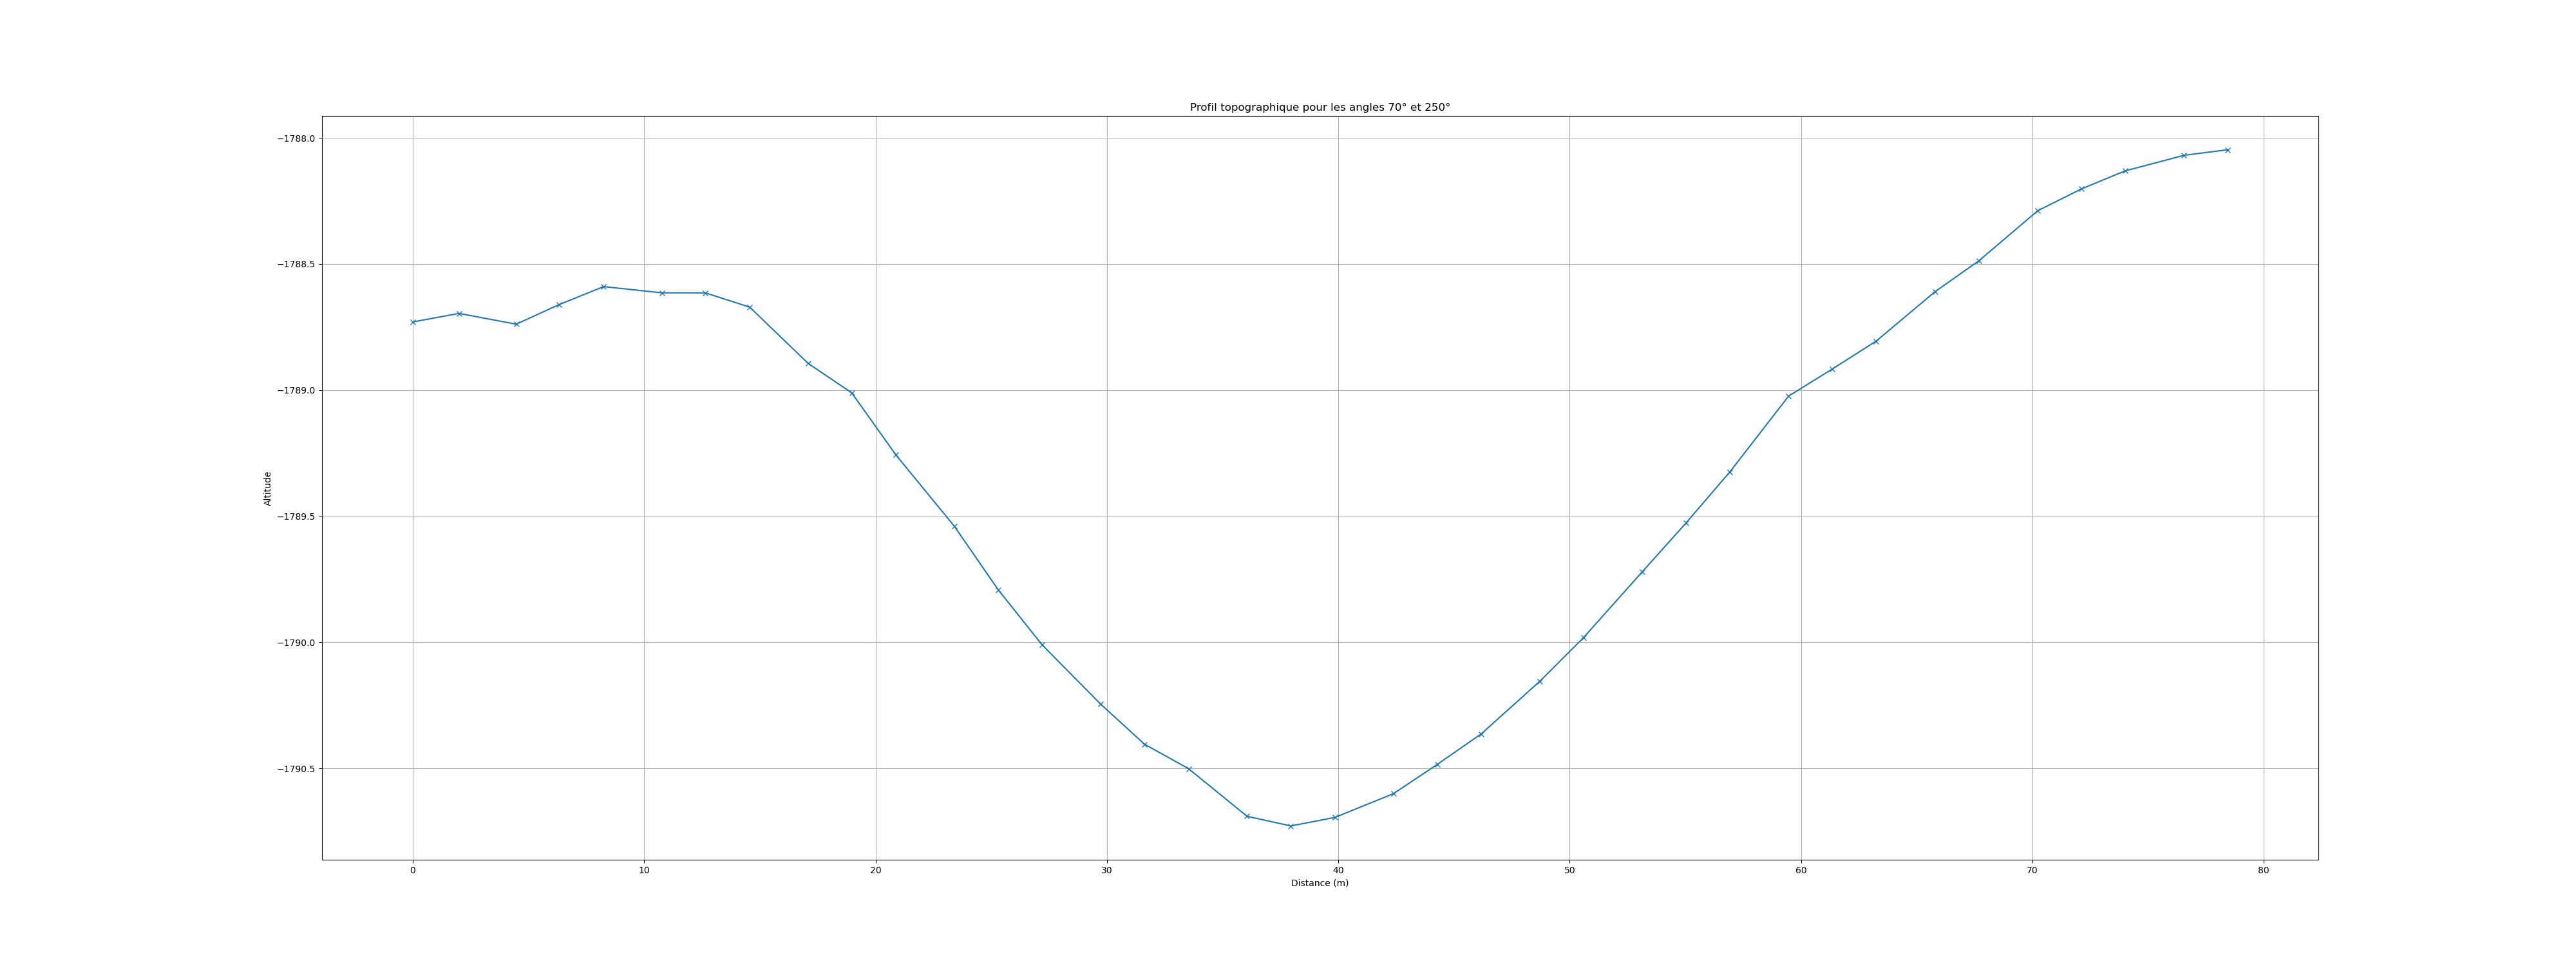 Profil topographique pour les angles 70° et 250°
−1788.0
−1788.5
−1789.0
−1789.5
−1790.0
−1790.5
Altitude
0 10 20 30 40 50 60 70 80
Distance (m)